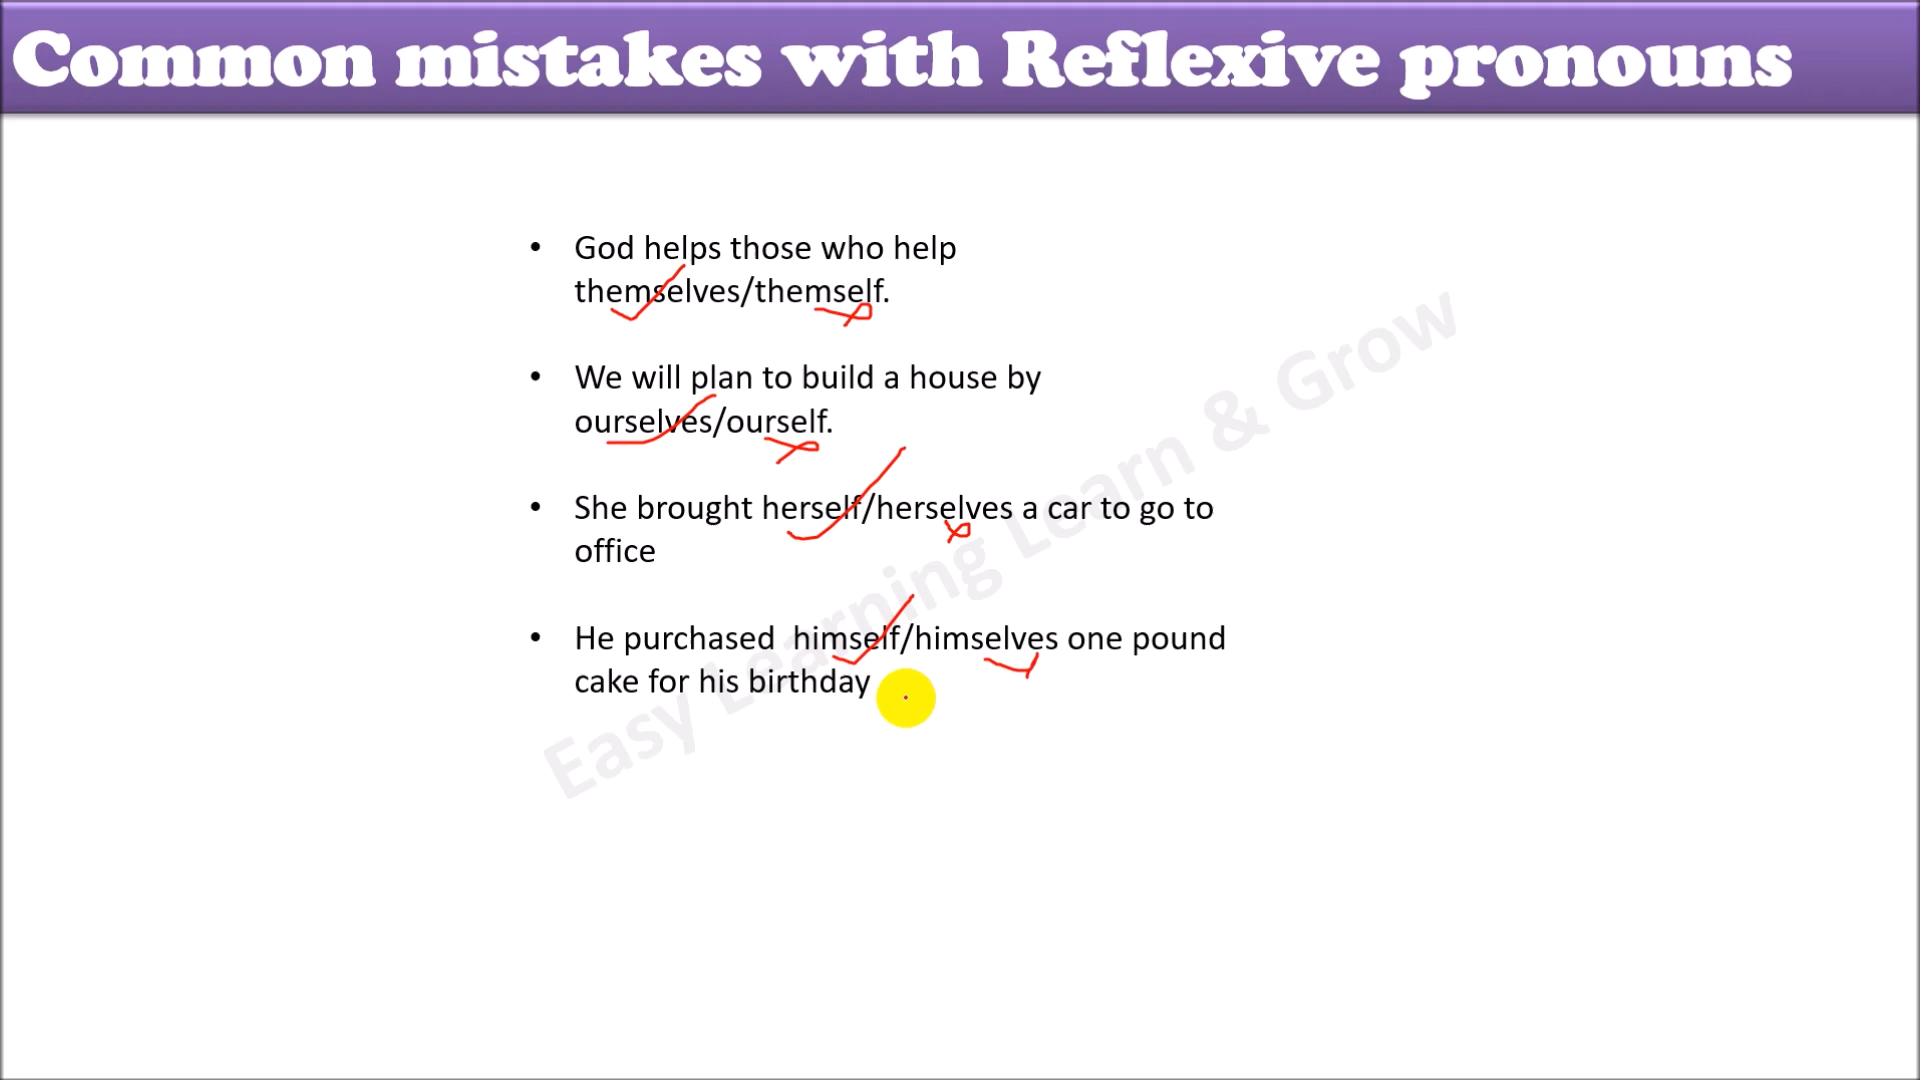 Common mistakes with Reflexive pronouns
• God helps those who help
themselves/themself.
• We will plan to build a house by
ourselves/ourself.
• She brought herself/herselves a car to go to
office
• He purchased  himself/himselves one pound
cake for his birthday
Easy Learning Learn & Grow